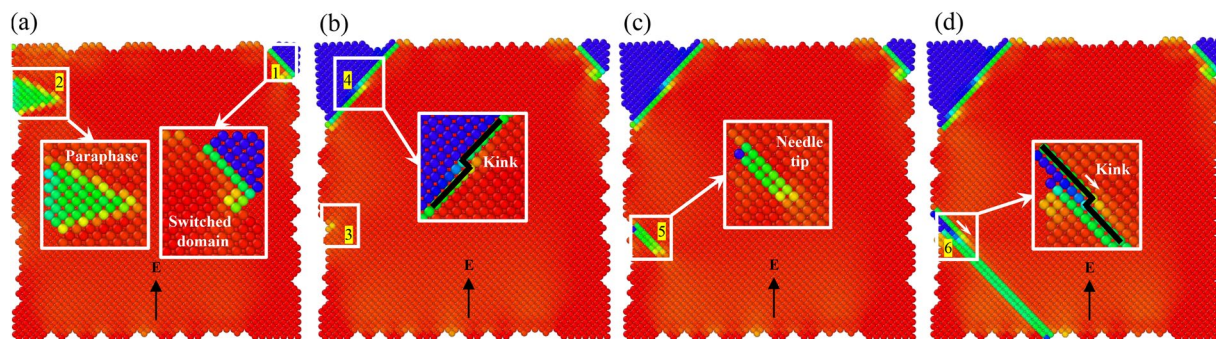 (a)
2
1
Paraphase
Switched
domain
E
(b)
4
Kink
3
E
(c)
Needle
tip
5
E
(d)
Kink
6
E